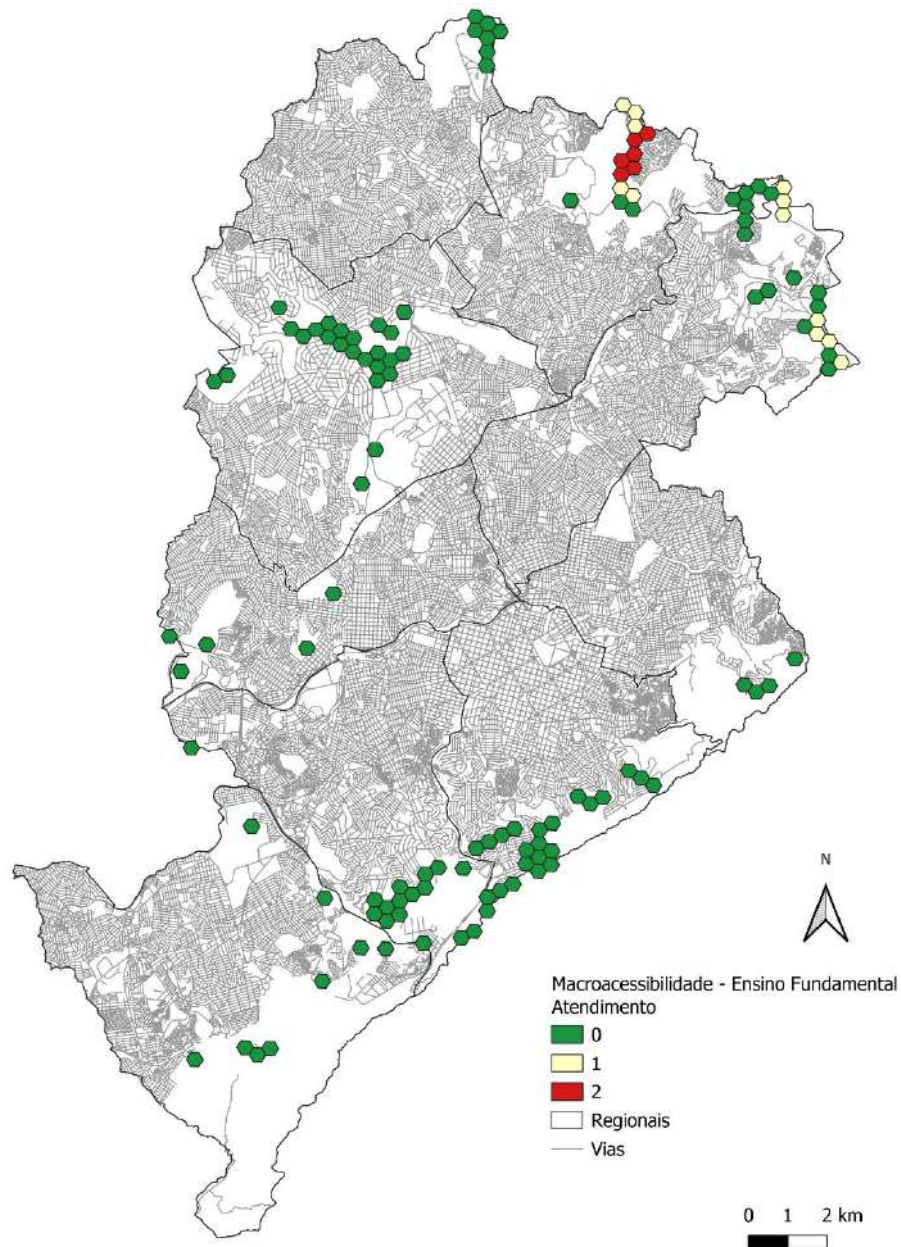 N
Macroacessibilidade - Ensino Fundamental
Atendimento
0
1
2
Regionais
Vias
0 1 2 km